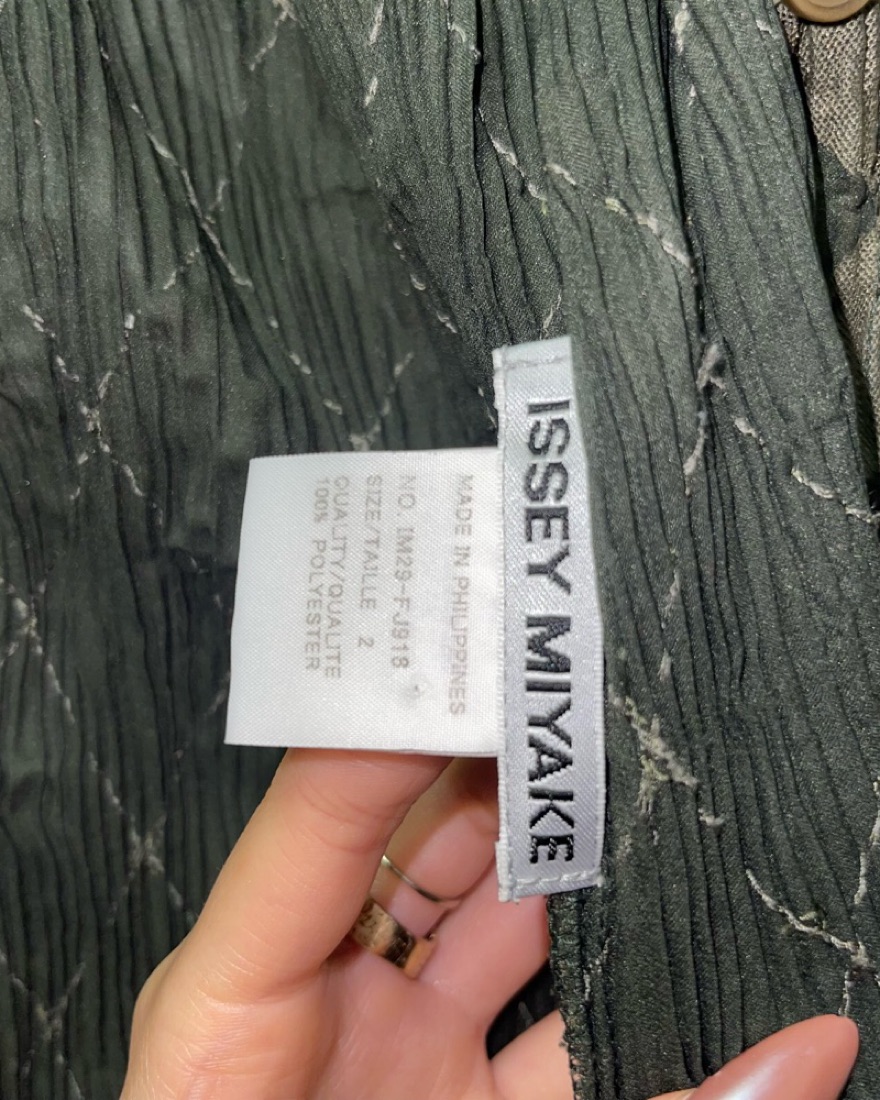 ISSEY MIYAKE
MADE IN PHILIPPINES
NO. IM29-FJ918
SIZE/TAILLE 2
QUALITY/QUALITE
100% POLYESTER